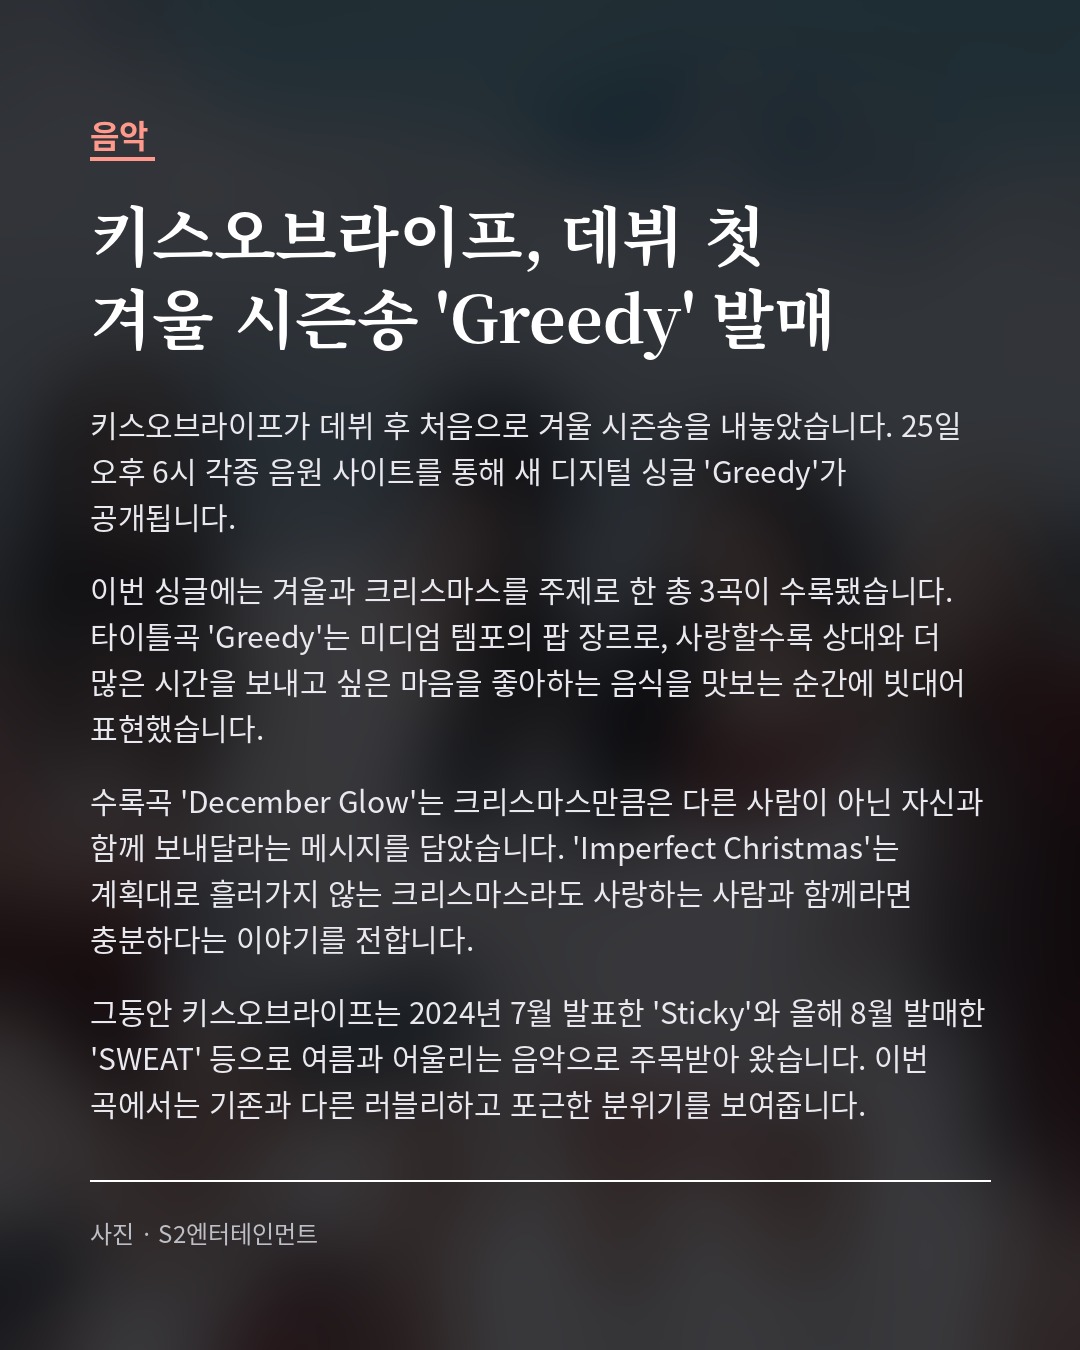 음악
키스오브라이프, 데뷔 첫
겨울 시즌송 'Greedy' 발매
키스오브라이프가 데뷔 후 처음으로 겨울 시즌송을 내놓았습니다. 25일
오후 6시 각종 음원 사이트를 통해 새 디지털 싱글 'Greedy'가
공개됩니다.
이번 싱글에는 겨울과 크리스마스를 주제로 한 총 3곡이 수록됐습니다.
타이틀곡 'Greedy'는 미디엄 템포의 팝 장르로, 사랑할수록 상대와 더
많은 시간을 보내고 싶은 마음을 좋아하는 음식을 맛보는 순간에 빗대어
표현했습니다.
수록곡 'December Glow'는 크리스마스만큼은 다른 사람이 아닌 자신과
함께 보내달라는 메시지를 담았습니다. 'Imperfect Christmas'는
계획대로 흘러가지 않는 크리스마스라도 사랑하는 사람과 함께라면
충분하다는 이야기를 전합니다.
그동안 키스오브라이프는 2024년 7월 발표한 'Sticky'와 올해 8월 발매한
'SWEAT' 등으로 여름과 어울리는 음악으로 주목받아 왔습니다. 이번
곡에서는 기존과 다른 러블리하고 포근한 분위기를 보여줍니다.
사진 · S2엔터테인먼트